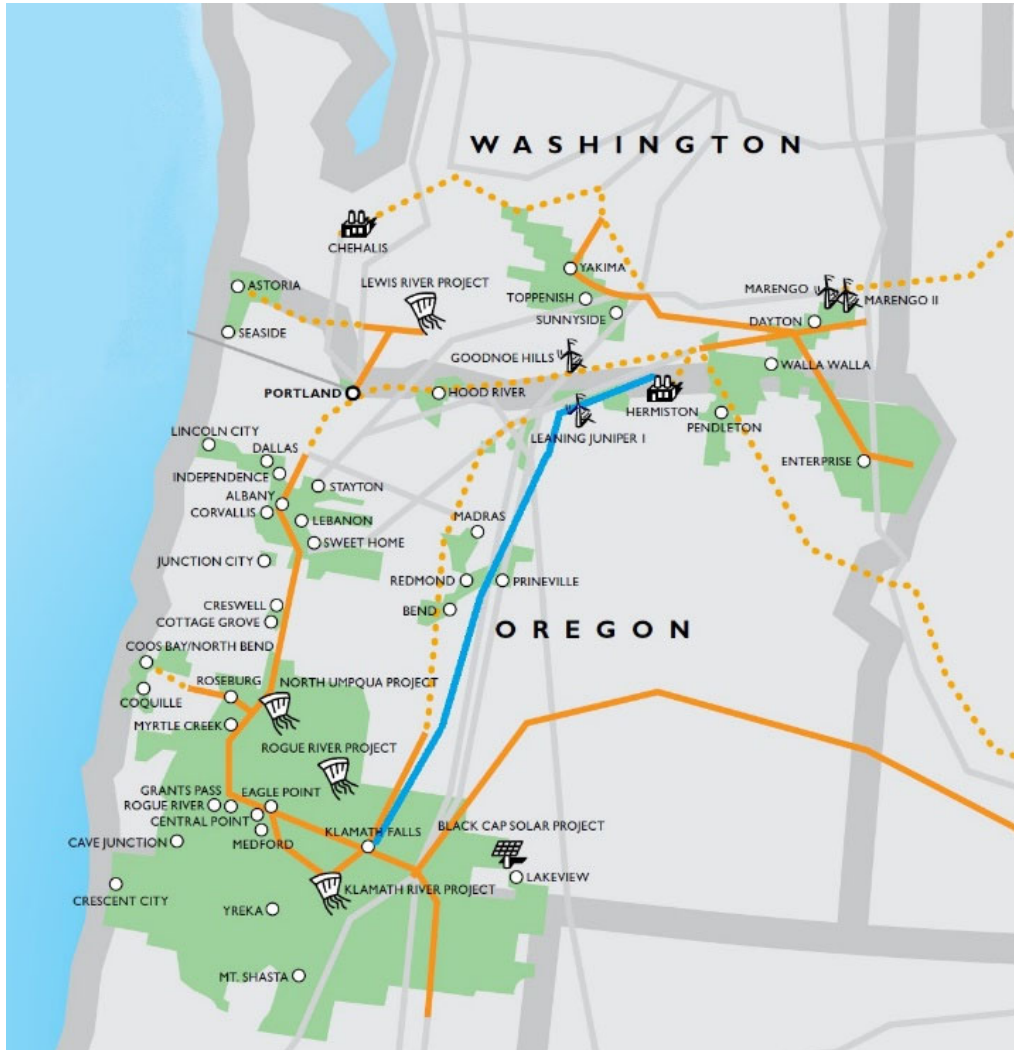 WASHINGTON
CHEHALIS
YAKIMA
ASTORIA
LEWIS RIVER PROJECT
TOPPENISH
MARENGO
MARENGO II
SUNNYSIDE
DAYTON
SEASIDE
GOODNOE HILLS
WALLA WALLA
PORTLAND
HOOD RIVER
HERMISTON
PENDLETON
LEANING JUNIPER I
LINCOLN CITY
DALLAS
INDEPENDENCE
ENTERPRISE
STAYTON
ALBANY
CORVALLIS
LEBANON
MADRAS
SWEET HOME
JUNCTION CITY
REDMOND
PRINEVILLE
CRESWELL
BEND
COTTAGE GROVE
OREGON
COOS BAY/NORTH BEND
ROSEBURG
NORTH UMPQUA PROJECT
COQUILLE
MYRTLE CREEK
ROGUE RIVER PROJECT
GRANTS PASS
EAGLE POINT
ROGUE RIVER
CENTRAL POINT
BLACK CAP SOLAR PROJECT
KLAMATH FALLS
CAVE JUNCTION
MEDFORD
LAKEVIEW
KLAMATH RIVER PROJECT
CRESCENT CITY
YREKA
MT. SHASTA